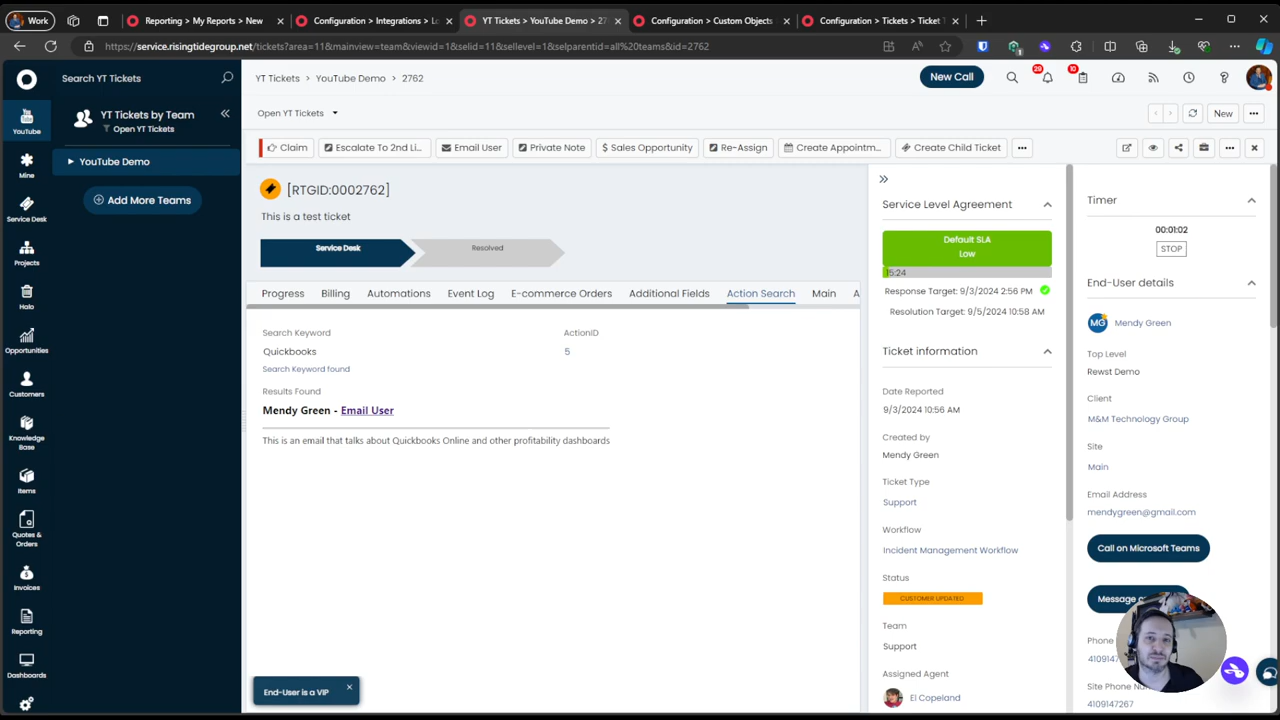 Work
Reporting > My Reports > New
Configuration > Integrations > Lo
YT Tickets > YouTube Demo > 27
Configuration > Custom Objects
Configuration > Tickets > Ticket T
https://service.risingtidegroup.net/tickets?area=11&mainview=team&viewid=1&selid=11&sellevel=1&selparentid=all%20teams&id=2762
Search YT Tickets
YT Tickets > YouTube Demo > 2762
New Call
29
10
YouTube
YT Tickets by Team
Open YT Tickets
Open YT Tickets
New
YouTube Demo
Add More Teams
Mine
Service Desk
Projects
Halo
Opportunities
Customers
Knowledge Base
Items
Quotes & Orders
Invoices
Reporting
Dashboards
Claim
Escalate To 2nd Li...
Email User
Private Note
Sales Opportunity
Re-Assign
Create Appointm...
Create Child Ticket
[RTGID:0002762]
This is a test ticket
Service Desk
Resolved
Progress
Billing
Automations
Event Log
E-commerce Orders
Additional Fields
Action Search
Main
A
Search Keyword
ActionID
Quickbooks
5
Search Keyword found
Results Found
Mendy Green - Email User
This is an email that talks about Quickbooks Online and other profitability dashboards
End-User is a VIP
Service Level Agreement
Default SLA
Low
15:24
Response Target: 9/3/2024 2:56 PM
Resolution Target: 9/5/2024 10:58 AM
Ticket information
Date Reported
9/3/2024 10:56 AM
Created by
Mendy Green
Ticket Type
Support
Workflow
Incident Management Workflow
Status
CUSTOMER UPDATED
Team
Support
Assigned Agent
El Copeland
Timer
00:01:02
STOP
End-User details
MG
Mendy Green
Top Level
Rewst Demo
Client
M&M Technology Group
Site
Main
Email Address
mendygreen@gmail.com
Call on Microsoft Teams
Message
Phone
410914
Site Phone Nu
4109147267